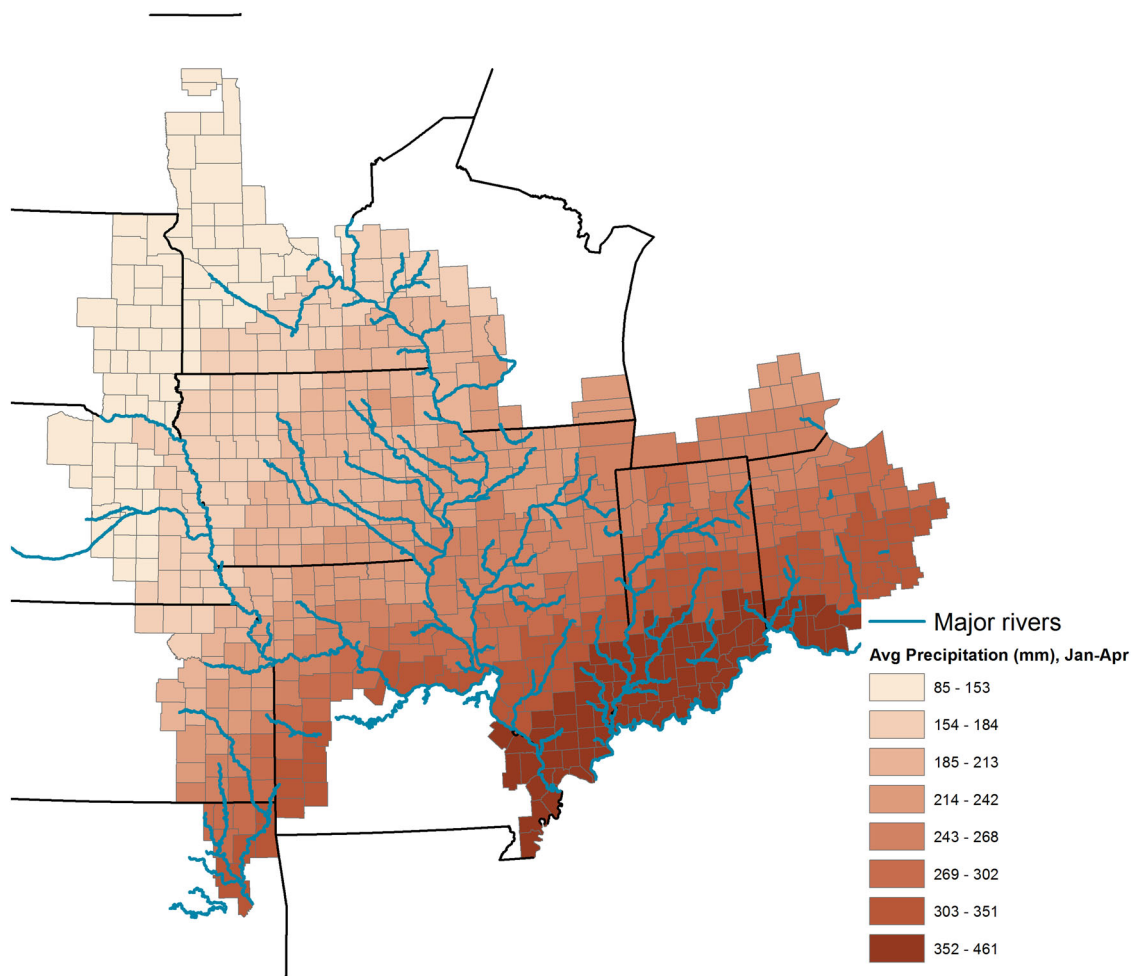 Major rivers
Avg Precipitation (mm), Jan-Apr
85 - 153
154 - 184
185 - 213
214 - 242
243 - 268
269 - 302
303 - 351
352 - 461